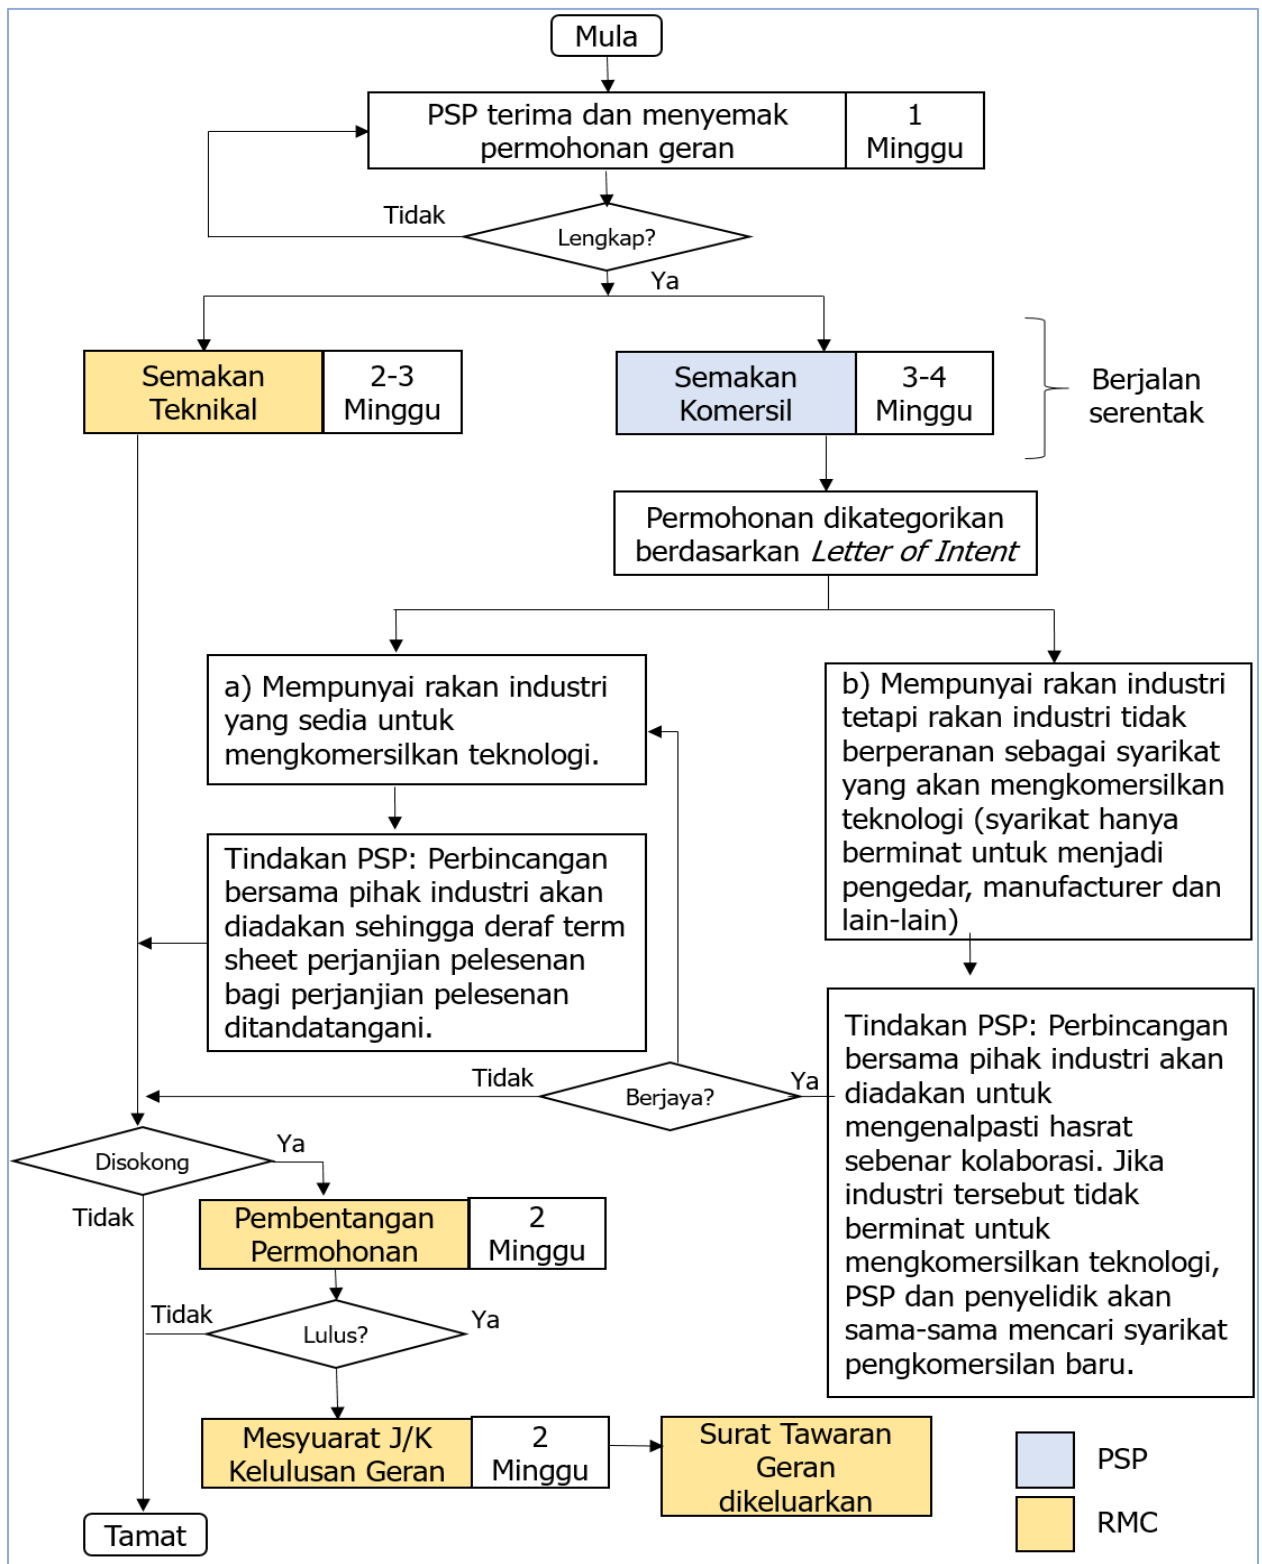 Mula
PSP terima dan menyemak
permohonan geran
1
Minggu
Tidak
Lengkap?
Ya
Semakan
Teknikal
2-3
Minggu
Semakan
Komersil
3-4
Minggu
Berjalan
serentak
Permohonan dikategorikan
berdasarkan Letter of Intent
a) Mempunyai rakan industri
yang sedia untuk
mengkomersilkan teknologi.
b) Mempunyai rakan industri
tetapi rakan industri tidak
berperanan sebagai syarikat
yang akan mengkomersilkan
teknologi (syarikat hanya
berminat untuk menjadi
pengedar, manufacturer dan
lain-lain)
Tindakan PSP: Perbincangan
bersama pihak industri akan
diadakan sehingga deraf term
sheet perjanjian pelesenan
bagi perjanjian pelesenan
ditandatangani.
Tindakan PSP: Perbincangan
bersama pihak industri akan
diadakan untuk
mengenalpasti hasrat
sebenar kolaborasi. Jika
industri tersebut tidak
berminat untuk
mengkomersilkan teknologi,
PSP dan penyelidik akan
sama-sama mencari syarikat
pengkomersilan baru.
Tidak
Berjaya?
Ya
Disokong
Ya
Tidak
Pembentangan
Permohonan
2
Minggu
Tidak
Lulus?
Ya
Mesyuarat J/K
Kelulusan Geran
2
Minggu
Surat Tawaran
Geran
dikeluarkan
PSP
RMC
Tamat